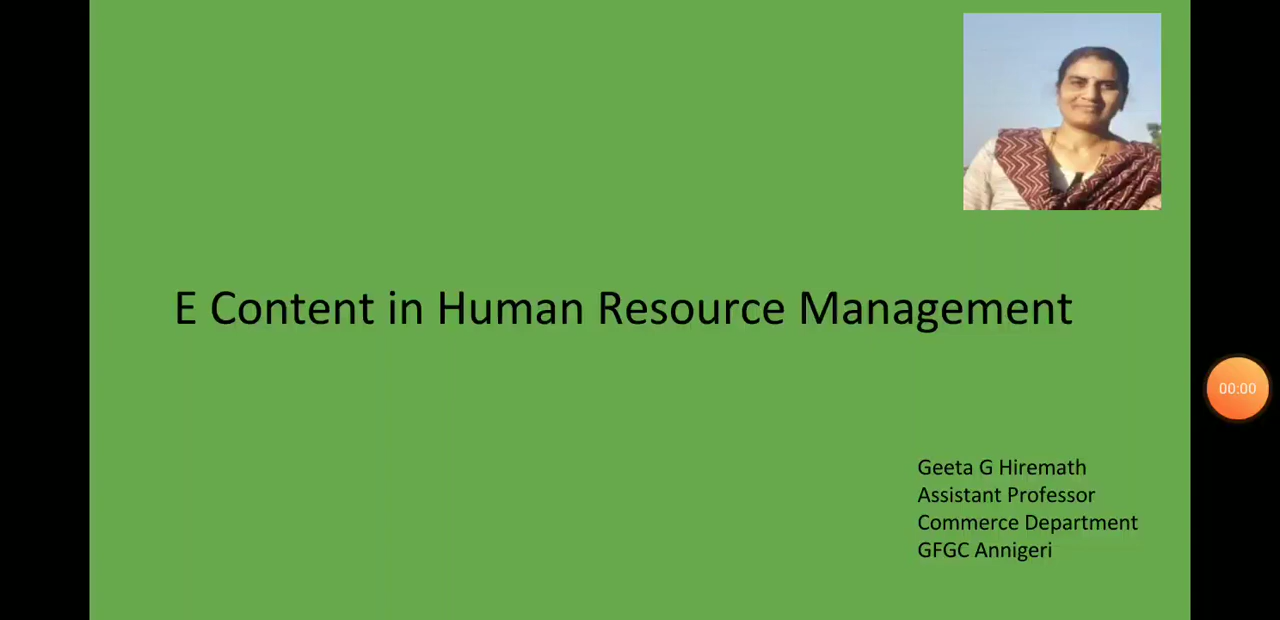 E Content in Human Resource Management
00:00
Geeta G Hiremath
Assistant Professor
Commerce Department
GFGC Annigeri